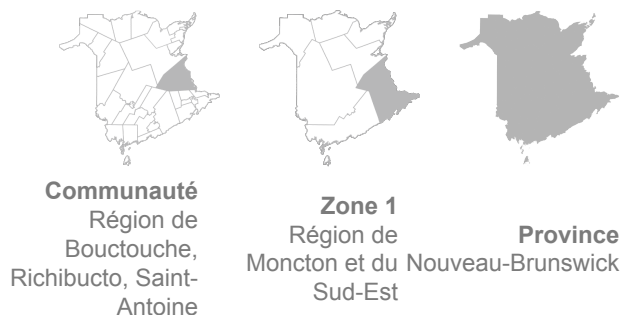 Communauté
Région de
Bouctouche,
Richibucto, Saint-
Antoine
Zone 1
Région de
Moncton et du
Sud-Est
Province
Nouveau-Brunswick